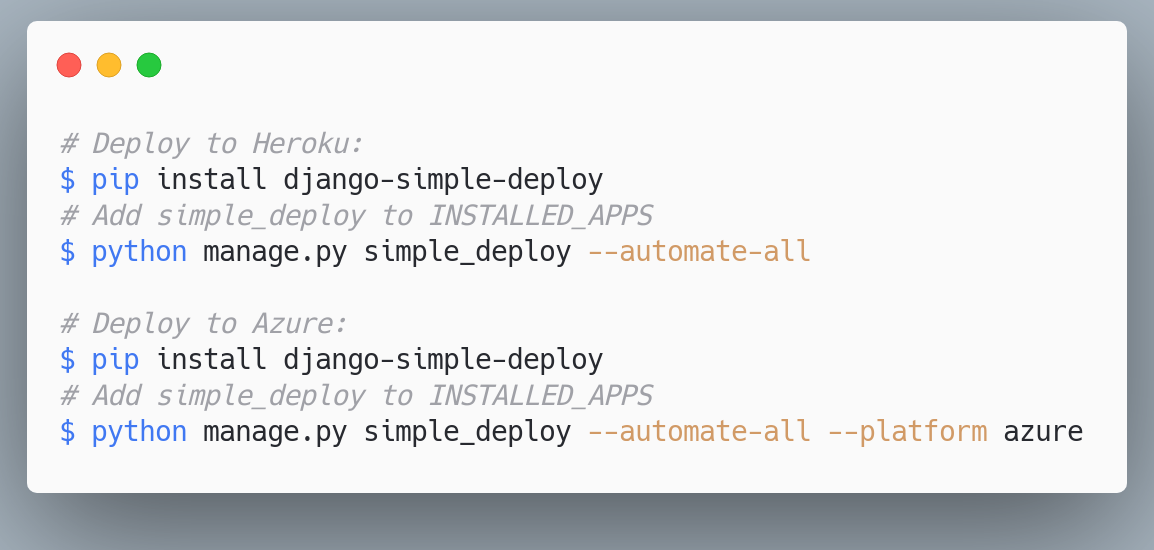 # Deploy to Heroku:
$ pip install django-simple-deploy
# Add simple_deploy to INSTALLED_APPS
$ python manage.py simple_deploy --automate-all
# Deploy to Azure:
$ pip install django-simple-deploy
# Add simple_deploy to INSTALLED_APPS
$ python manage.py simple_deploy --automate-all --platform azure